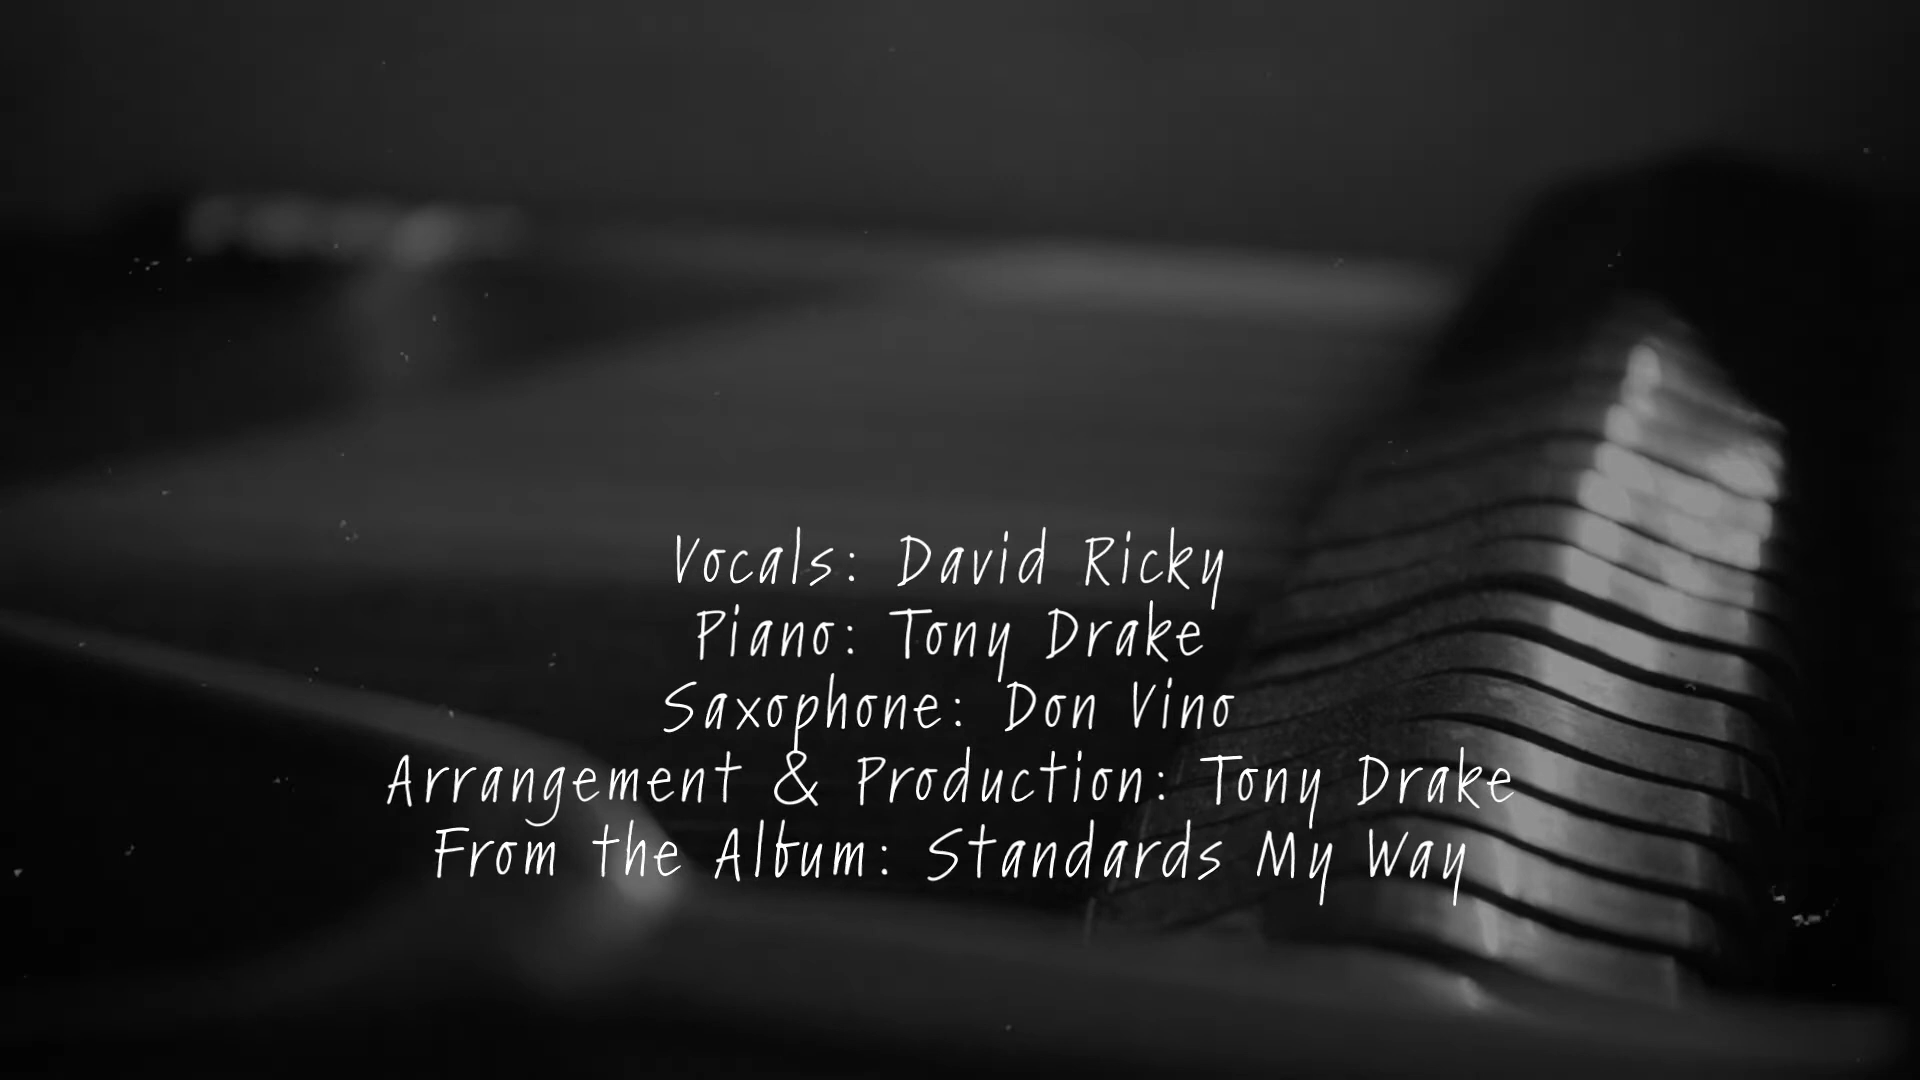 Vocals: David Ricky
Piano: Tony Drake
Saxophone: Don Vino
Arrangement & Production: Tony Drake
From the Album: Standards My Way